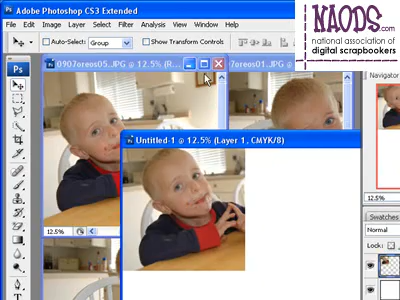 Adobe Photoshop CS3 Extended
NAODS.com
national association of
digital scrapbookers
File Edit Image Layer Select Filter Analysis View Window Help
Auto-Select: Group Show Transform Controls
Ps
0907oreos05.JPG @ 12.5% (R...
7oreos01.JPG @
Navigator
Untitled-1 @ 12.5% (Layer 1, CMYK/8)
12.5%
12.5%
Swatches
Normal
Lock: